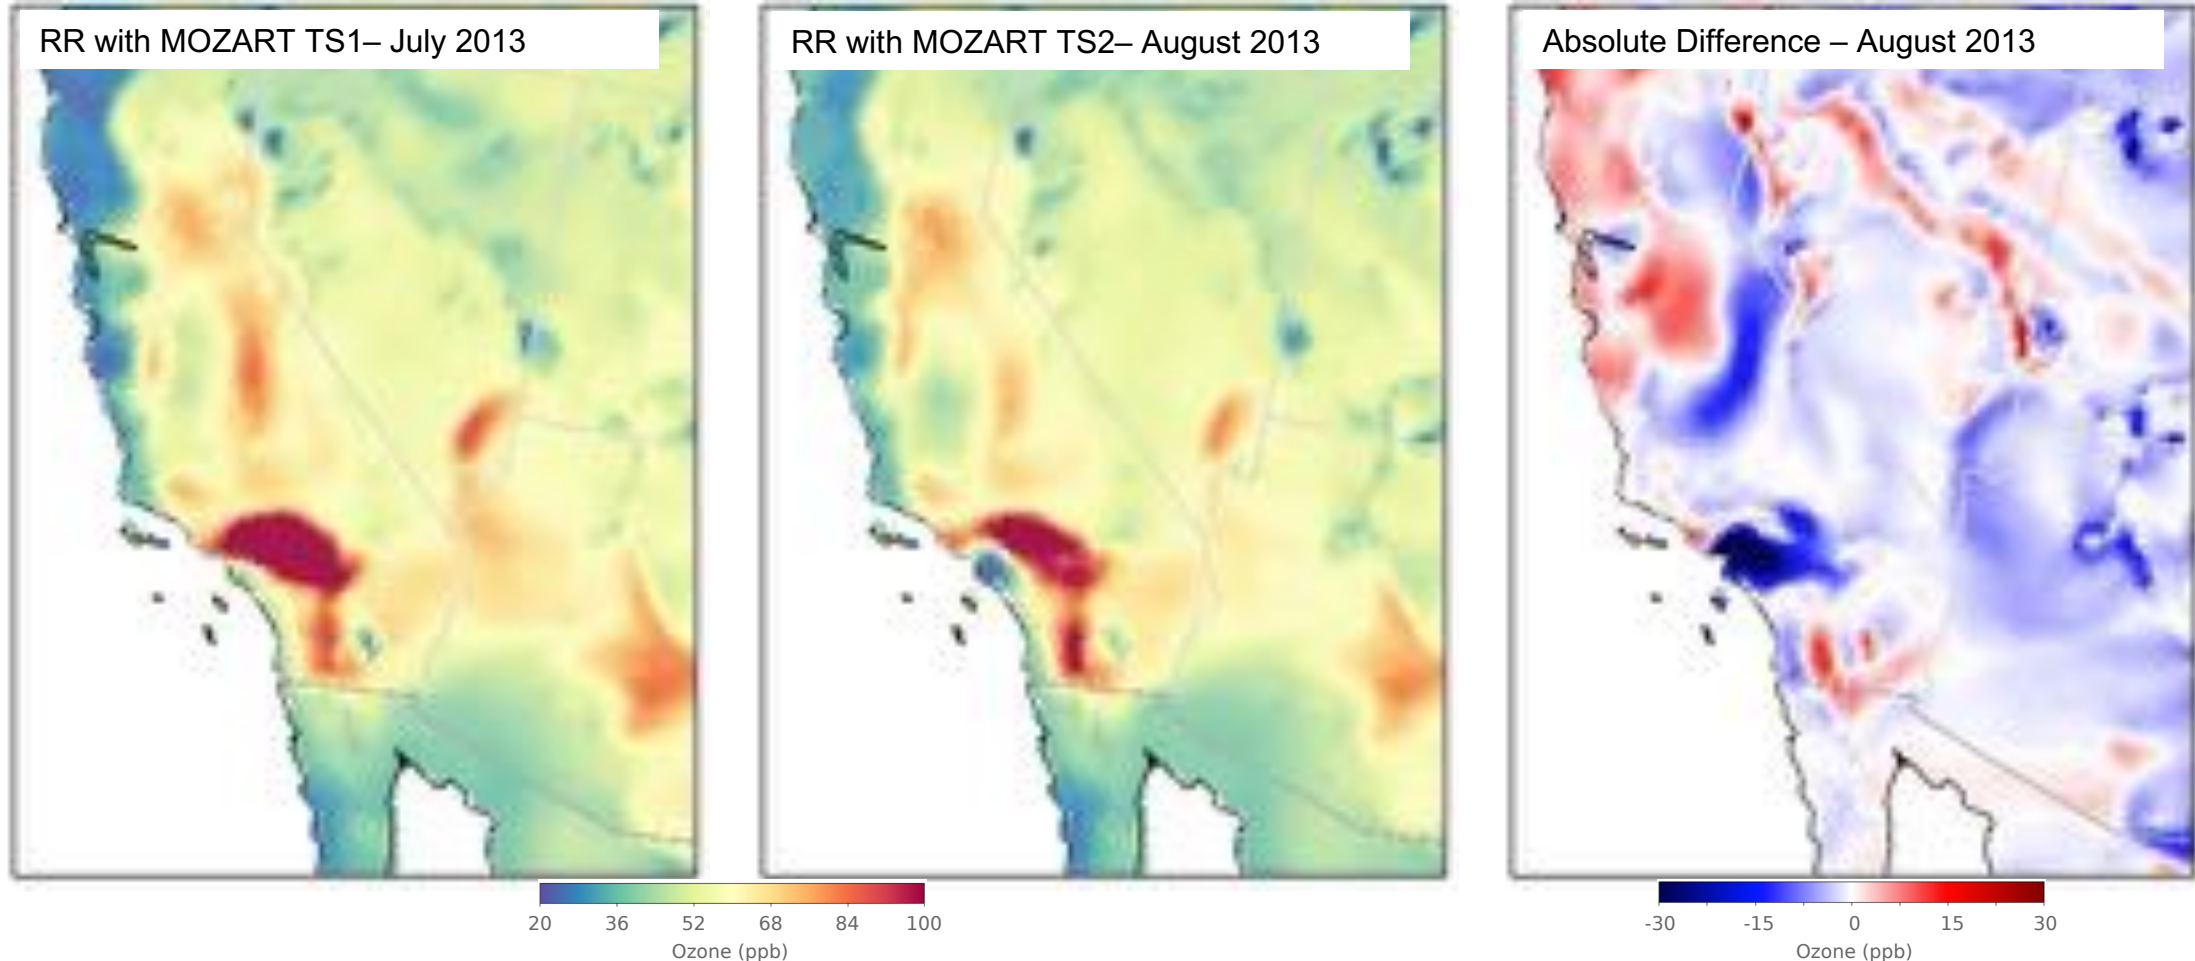 RR with MOZART TS1– July 2013
RR with MOZART TS2– August 2013
Absolute Difference – August 2013
20 36 52 68 84 100
Ozone (ppb)
-30 -15 0 15 30
Ozone (ppb)